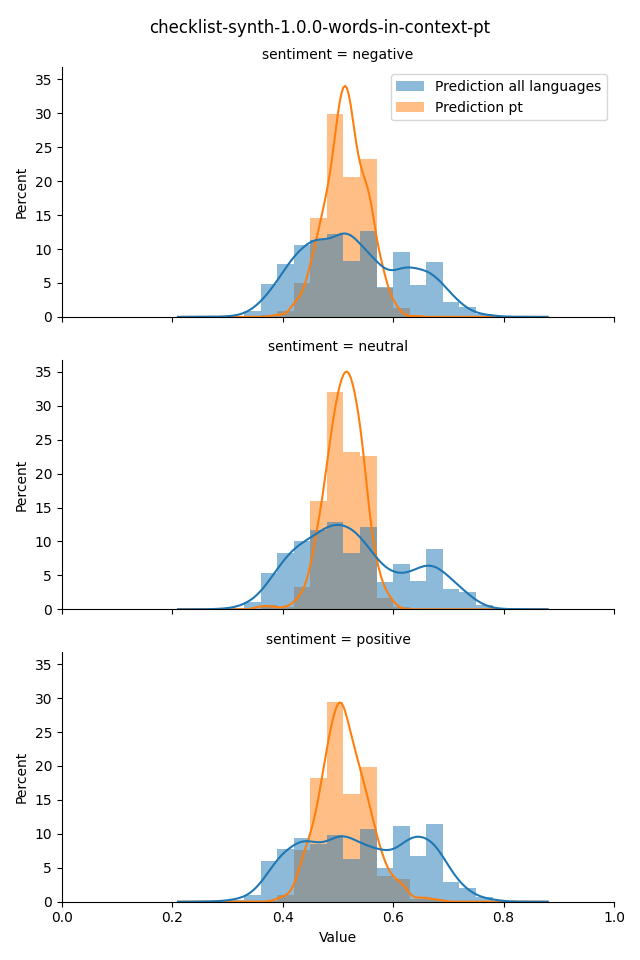 checklist-synth-1.0.0-words-in-context-pt
sentiment = negative
Prediction all languages
Prediction pt
Percent
35
30
25
20
15
10
5
0
sentiment = neutral
Percent
35
30
25
20
15
10
5
0
sentiment = positive
Percent
35
30
25
20
15
10
5
0
0.0 0.2 0.4 0.6 0.8 1.0
Value